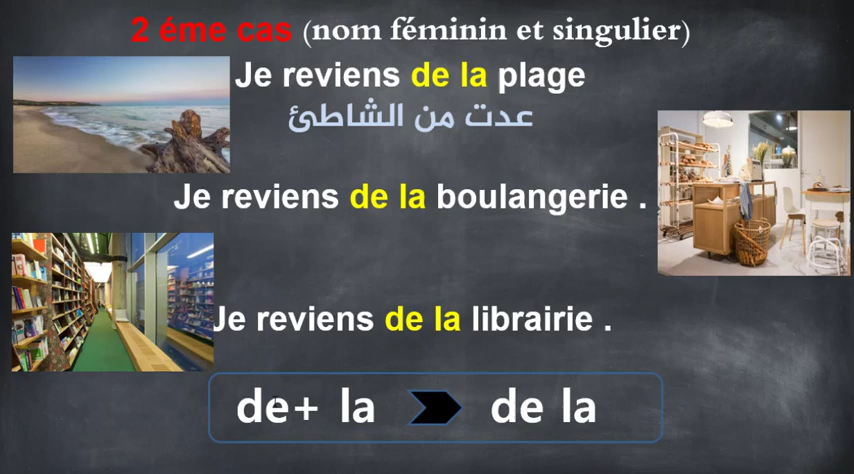 2 éme cas (nom féminin et singulier)
Je reviens de la plage
عدت من الشاطئ
Je reviens de la boulangerie .
Je reviens de la librairie .
de+ la de la